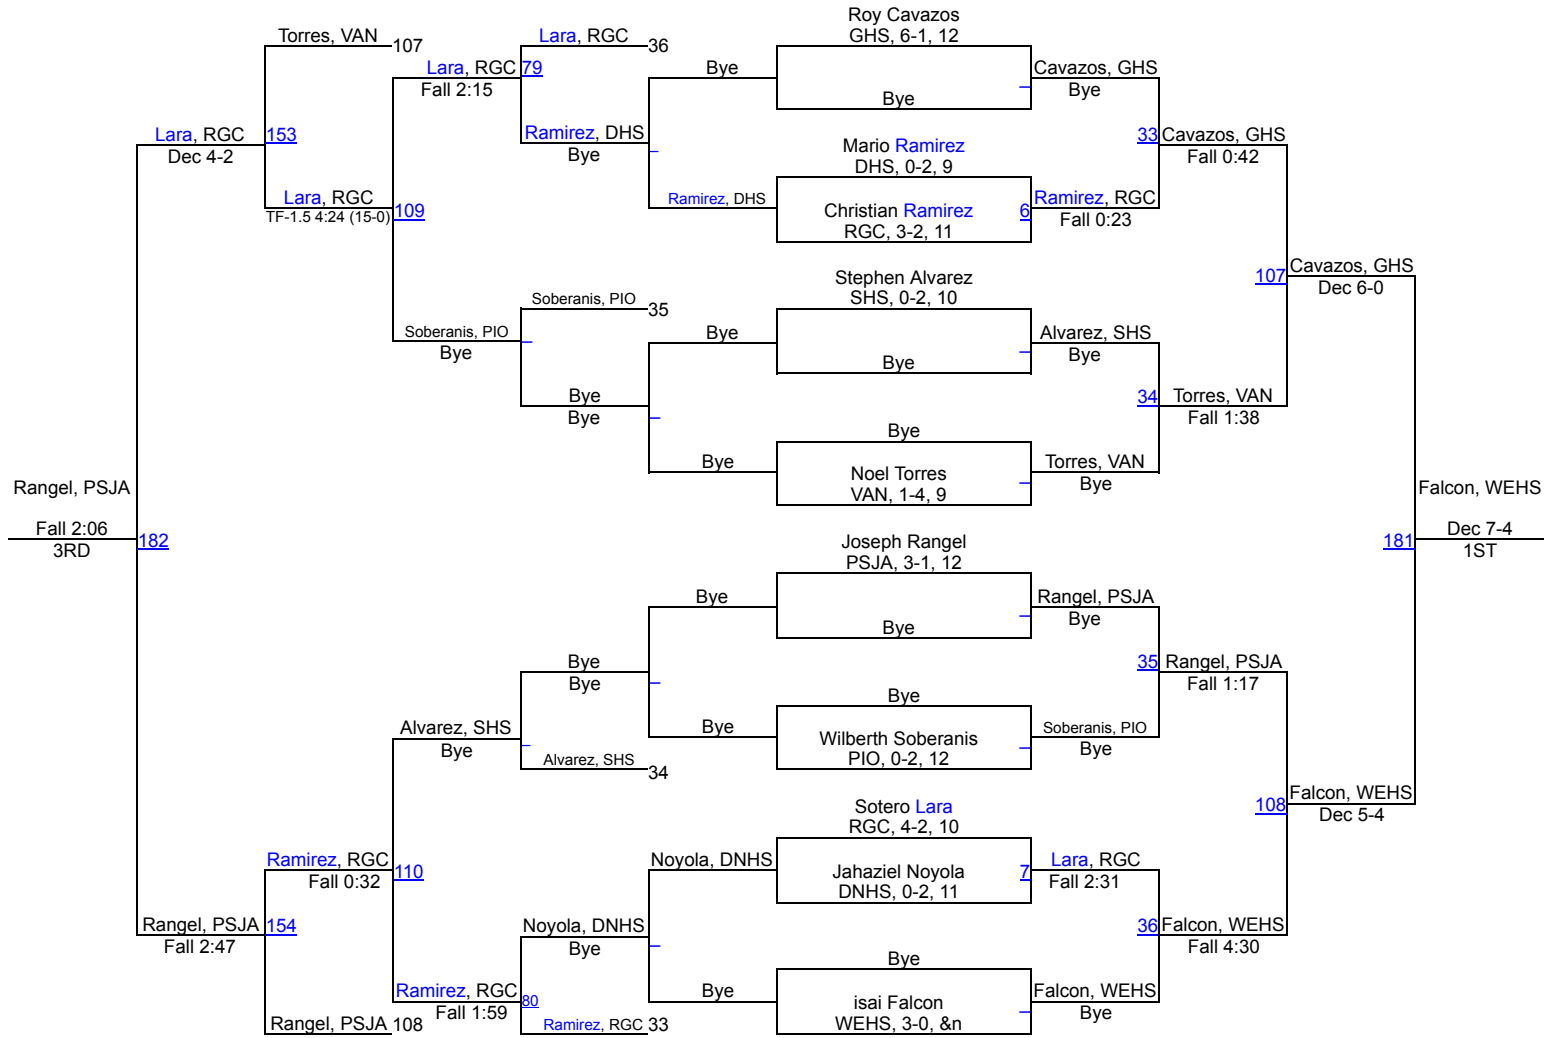 Roy Cavazos
GHS, 6-1, 12
Torres, VAN
107
Lara, RGC
36
Lara, RGC
79
Fall 2:15
Bye
Cavazos, GHS
Bye
Bye
Lara, RGC
153
Dec 4-2
Ramirez, DHS
Bye
Mario Ramirez
DHS, 0-2, 9
33
Cavazos, GHS
Fall 0:42
Lara, RGC
TF-1.5 4:24 (15-0)
109
Ramirez, DHS
Christian Ramirez
RGC, 3-2, 11
6
Ramirez, RGC
Fall 0:23
Stephen Alvarez
SHS, 0-2, 10
107
Cavazos, GHS
Dec 6-0
Soberanis, PIO
35
Soberanis, PIO
Bye
Bye
Bye
Alvarez, SHS
Bye
Bye
Bye
34
Torres, VAN
Fall 1:38
Bye
Bye
Noel Torres
VAN, 1-4, 9
Torres, VAN
Bye
Rangel, PSJA
Fall 2:06
3RD
182
Falcon, WEHS
181
Dec 7-4
1ST
Joseph Rangel
PSJA, 3-1, 12
Bye
Bye
Rangel, PSJA
Bye
Bye
Bye
35
Rangel, PSJA
Fall 1:17
Alvarez, SHS
Bye
Alvarez, SHS
34
Bye
Bye
Wilberth Soberanis
PIO, 0-2, 12
Soberanis, PIO
Bye
Sotero Lara
RGC, 4-2, 10
108
Falcon, WEHS
Dec 5-4
Ramirez, RGC
Fall 0:32
110
Noyola, DNHS
Jahaziel Noyola
DNHS, 0-2, 11
7
Lara, RGC
Fall 2:31
Rangel, PSJA
154
Fall 2:47
Noyola, DNHS
Bye
36
Falcon, WEHS
Fall 4:30
Bye
Ramirez, RGC
80
Fall 1:59
Bye
isai Falcon
WEHS, 3-0, &n
Falcon, WEHS
Bye
Rangel, PSJA
108
Ramirez, RGC
33